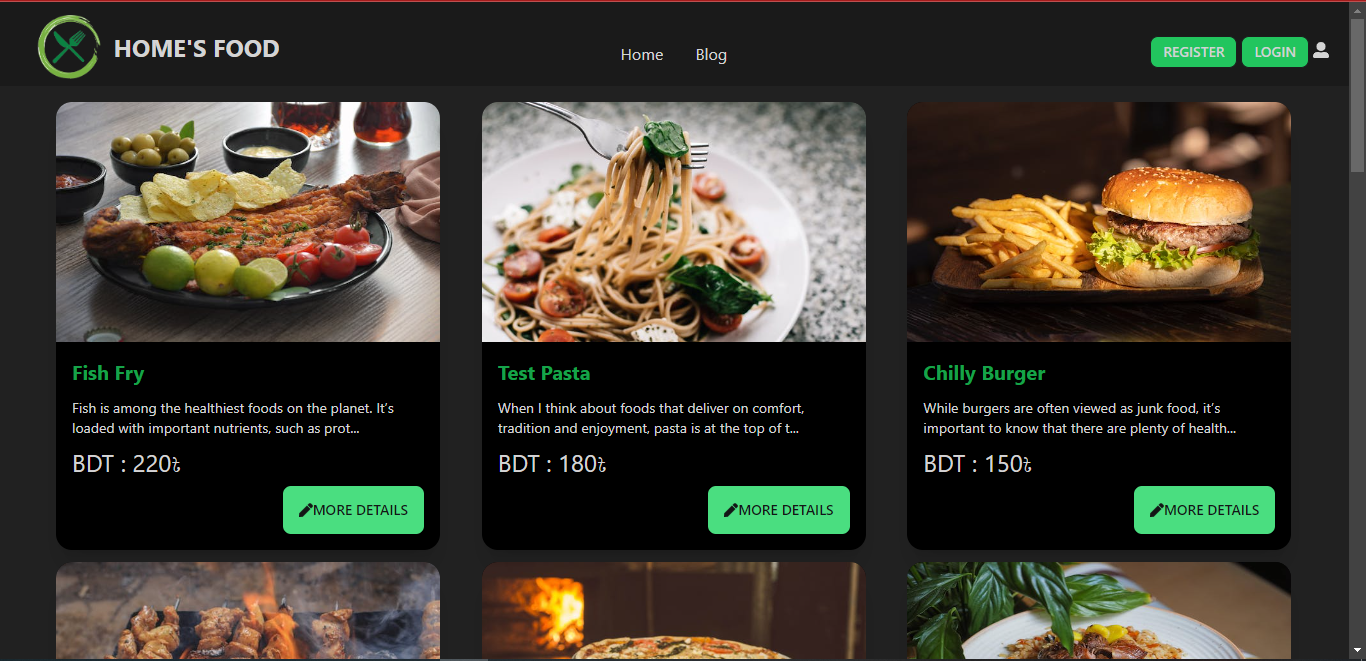 HOME'S FOOD
Home
Blog
REGISTER
LOGIN
Fish Fry
Fish is among the healthiest foods on the planet. It’s
loaded with important nutrients, such as prot...
BDT : 220৳
MORE DETAILS
Test Pasta
When I think about foods that deliver on comfort,
tradition and enjoyment, pasta is at the top of t...
BDT : 180৳
MORE DETAILS
Chilly Burger
While burgers are often viewed as junk food, it’s
important to know that there are plenty of health...
BDT : 150৳
MORE DETAILS